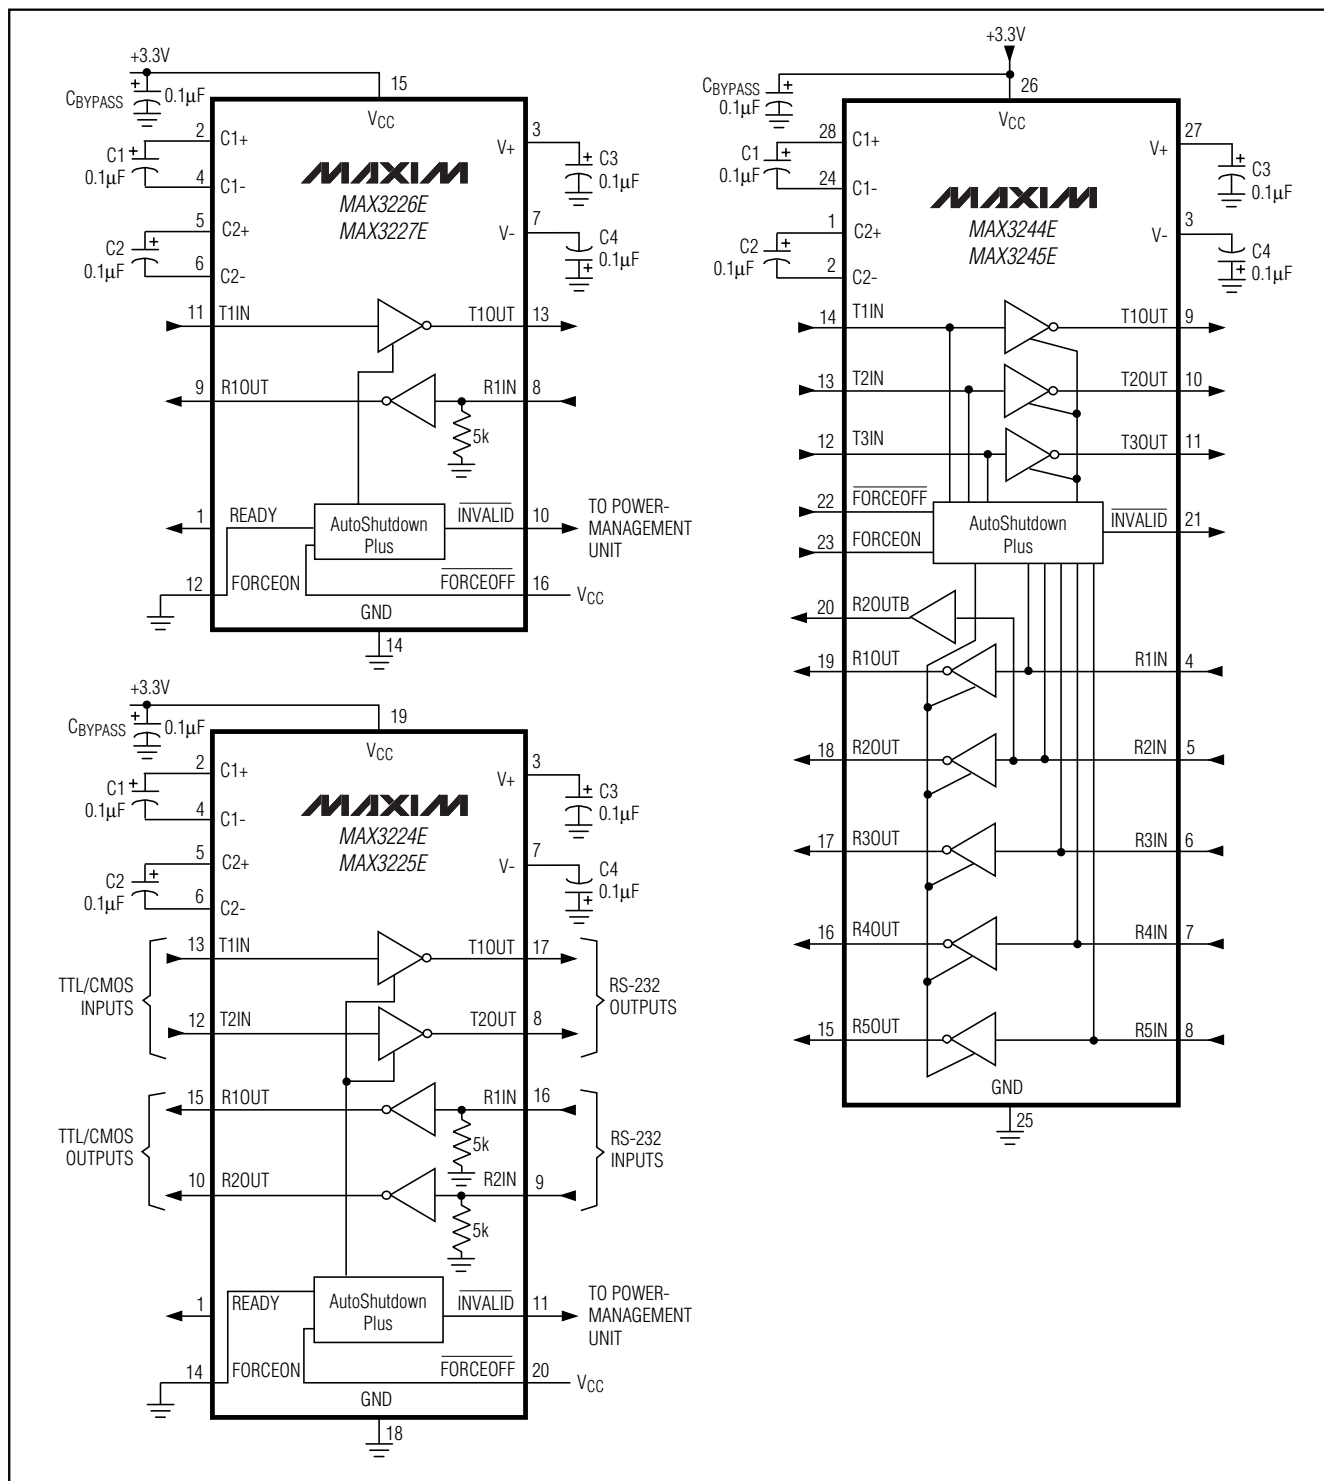 +3.3V
CBYPASS
0.1µF
15
VCC
2
C1+
C1
0.1µF
4
C1-
5
C2+
C2
0.1µF
6
C2-
MAXIM
MAX3226E
MAX3227E
3
V+
C3
0.1µF
7
V-
C4
0.1µF
11
T1IN
T1OUT
13
9
R1OUT
R1IN
8
5k
1
READY
AutoShutdown
Plus
INVALID
10
TO POWER-
MANAGEMENT
UNIT
12
FORCEON
FORCEOFF
16
VCC
GND
14
+3.3V
CBYPASS
0.1µF
19
VCC
2
C1+
C1
0.1µF
4
C1-
5
C2+
C2
0.1µF
6
C2-
MAXIM
MAX3224E
MAX3225E
3
V+
C3
0.1µF
7
V-
C4
0.1µF
TTL/CMOS
INPUTS
13
T1IN
T1OUT
17
12
T2IN
T2OUT
8
RS-232
OUTPUTS
TTL/CMOS
OUTPUTS
15
R1OUT
R1IN
16
5k
10
R2OUT
R2IN
9
5k
RS-232
INPUTS
1
READY
AutoShutdown
Plus
INVALID
11
TO POWER-
MANAGEMENT
UNIT
14
FORCEON
FORCEOFF
20
VCC
GND
18
+3.3V
CBYPASS
0.1µF
26
VCC
28
C1+
C1
0.1µF
24
C1-
1
C2+
C2
0.1µF
2
C2-
MAXIM
MAX3244E
MAX3245E
27
V+
C3
0.1µF
3
V-
C4
0.1µF
14
T1IN
T1OUT
9
13
T2IN
T2OUT
10
12
T3IN
T3OUT
11
22
FORCEOFF
23
FORCEON
AutoShutdown
Plus
INVALID
21
20
R2OUTB
19
R1OUT
R1IN
4
18
R2OUT
R2IN
5
17
R3OUT
R3IN
6
16
R4OUT
R4IN
7
15
R5OUT
R5IN
8
GND
25